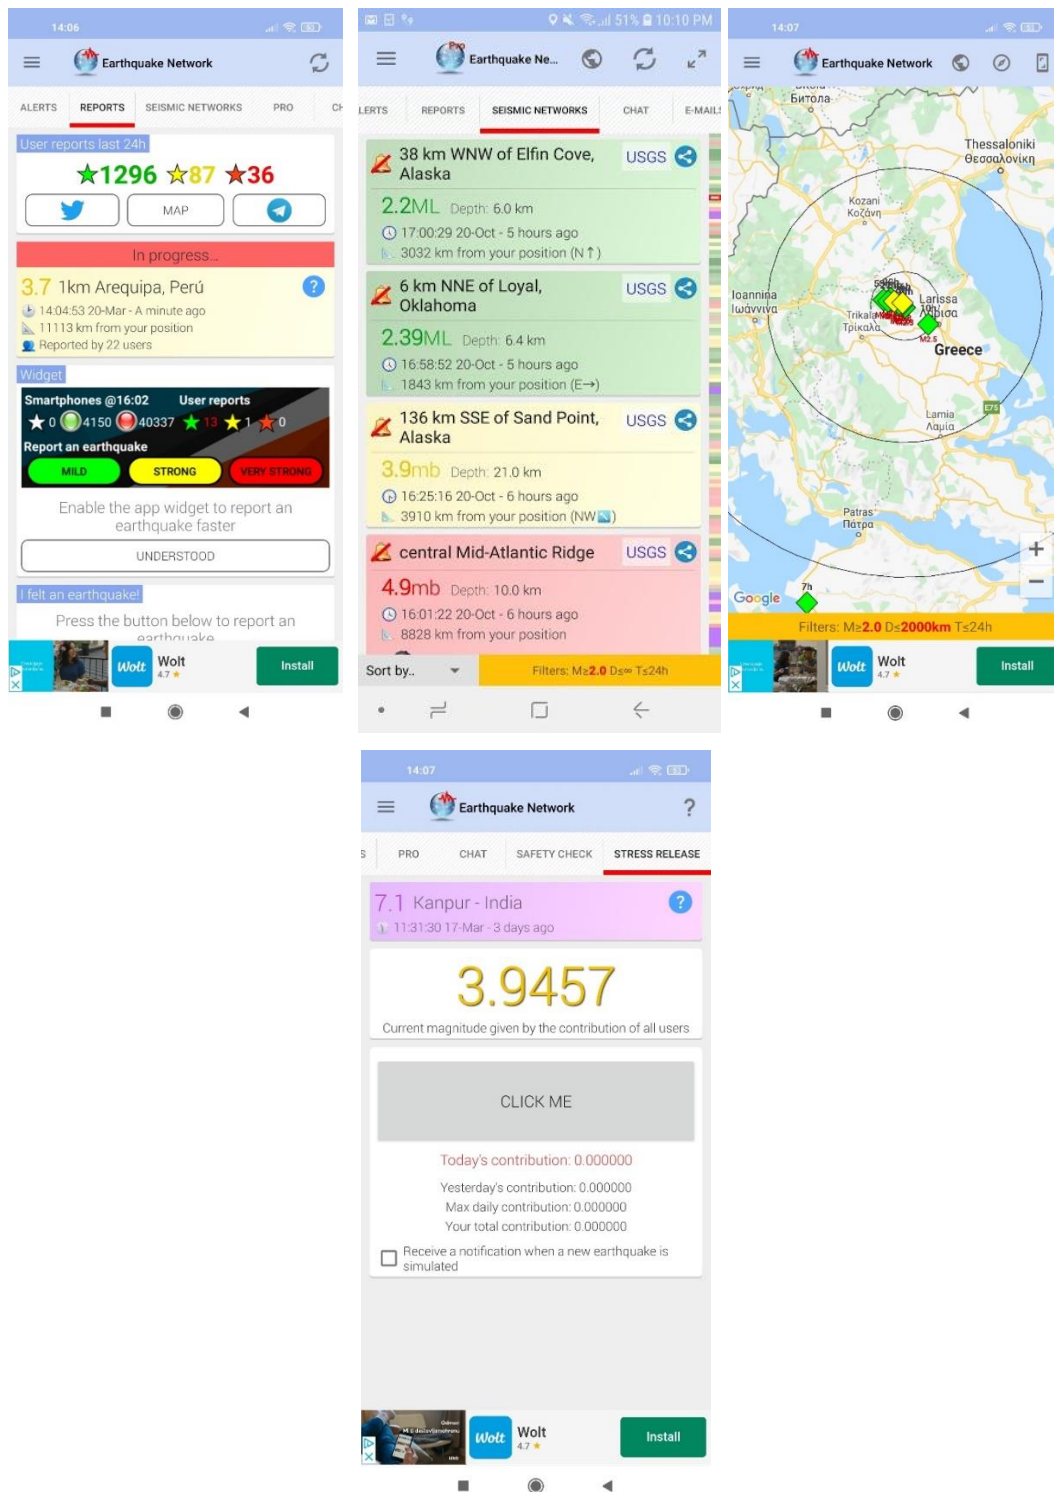 14:06
Earthquake Network
ALERTS REPORTS SEISMIC NETWORKS PRO CH
User reports last 24h
1296 87 36
MAP
In progress...
3.7 1km Arequipa, Perú
14:04:53 20-Mar - A minute ago
11113 km from your position
Reported by 22 users
Widget
Smartphones @16:02 User reports
0 4150 40337 13 1 0
Report an earthquake
MILD STRONG VERY STRONG
Enable the app widget to report an
earthquake faster
UNDERSTOOD
I felt an earthquake!
Press the button below to report an
earthquake
Wolt Wolt
4.7
Install
51% 10:10 PM
Pro
Earthquake Ne...
LERTS REPORTS SEISMIC NETWORKS CHAT E-MAILS
38 km WNW of Elfin Cove,
Alaska
USGS
2.2ML Depth: 6.0 km
17:00:29 20-Oct - 5 hours ago
3032 km from your position (N↑)
6 km NNE of Loyal,
Oklahoma
USGS
2.39ML Depth: 6.4 km
16:58:52 20-Oct - 5 hours ago
1843 km from your position (E→)
136 km SSE of Sand Point,
Alaska
USGS
3.9mb Depth: 21.0 km
16:25:16 20-Oct - 6 hours ago
3910 km from your position (NW↖)
central Mid-Atlantic Ridge USGS
4.9mb Depth: 10.0 km
16:01:22 20-Oct - 6 hours ago
8828 km from your position
Sort by.. Filters: M≥2.0 D≤∞ T≤24h
14:07
Earthquake Network
Битола
Thessaloniki
Θεσσαλονίκη
Kozani
Κοζάνη
Ioannina
Ιωάννινα
Larissa
Λάρισα
Trikala
Τρίκαλα
M2.5
Greece
E75
Lamia
Λαμία
Patras
Πάτρα
+
−
7h
Google
Filters: M≥2.0 D≤2000km T≤24h
Wolt Wolt
4.7
Install
14:07
Earthquake Network ?
S PRO CHAT SAFETY CHECK STRESS RELEASE
7.1 Kanpur - India ?
11:31:30 17-Mar - 3 days ago
3.9457
Current magnitude given by the contribution of all users
CLICK ME
Today's contribution: 0.000000
Yesterday's contribution: 0.000000
Max daily contribution: 0.000000
Your total contribution: 0.000000
Receive a notification when a new earthquake is
simulated
Wolt Wolt
4.7
Install